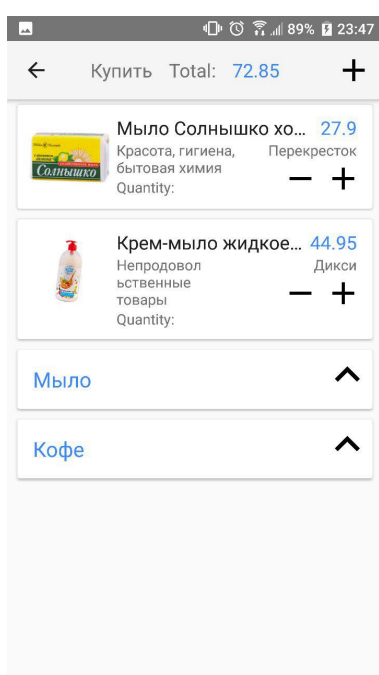 89% 23:47
Купить Total: 72.85
Мыло Солнышко хо... 27.9
Красота, гигиена, Перекресток
бытовая химия
Quantity:
Солнышко
Крем-мыло жидкое... 44.95
Непродовол Дикси
ьственные
товары
Quantity:
Мыло
Кофе